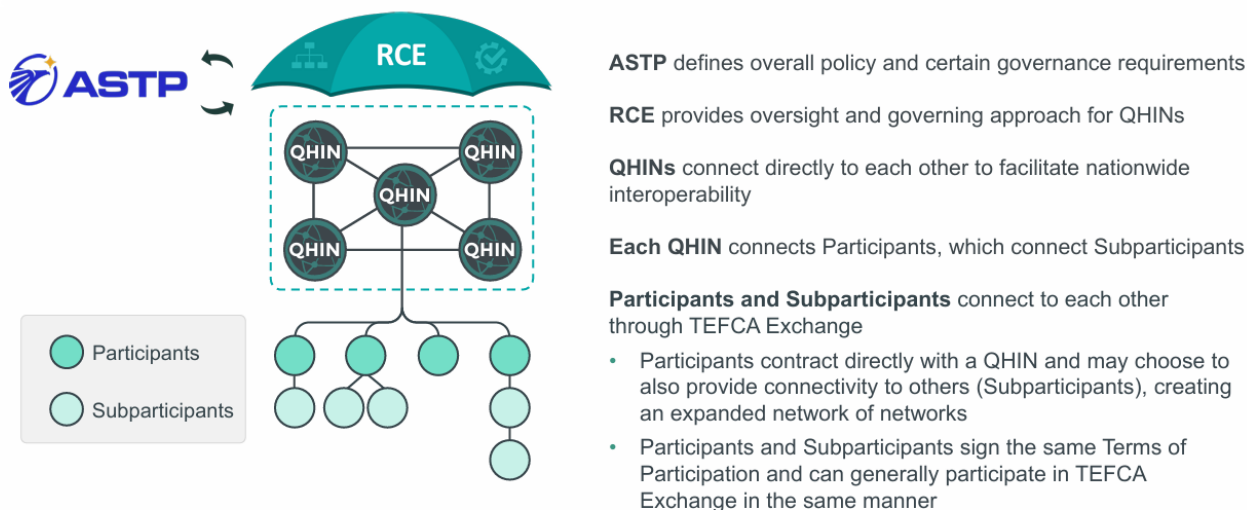 ASTP
RCE
QHIN
QHIN
QHIN
QHIN
QHIN
Participants
Subparticipants
ASTP defines overall policy and certain governance requirements
RCE provides oversight and governing approach for QHINs
QHINs connect directly to each other to facilitate nationwide
interoperability
Each QHIN connects Participants, which connect Subparticipants
Participants and Subparticipants connect to each other
through TEFCA Exchange
• Participants contract directly with a QHIN and may choose to
also provide connectivity to others (Subparticipants), creating
an expanded network of networks
• Participants and Subparticipants sign the same Terms of
Participation and can generally participate in TEFCA
Exchange in the same manner